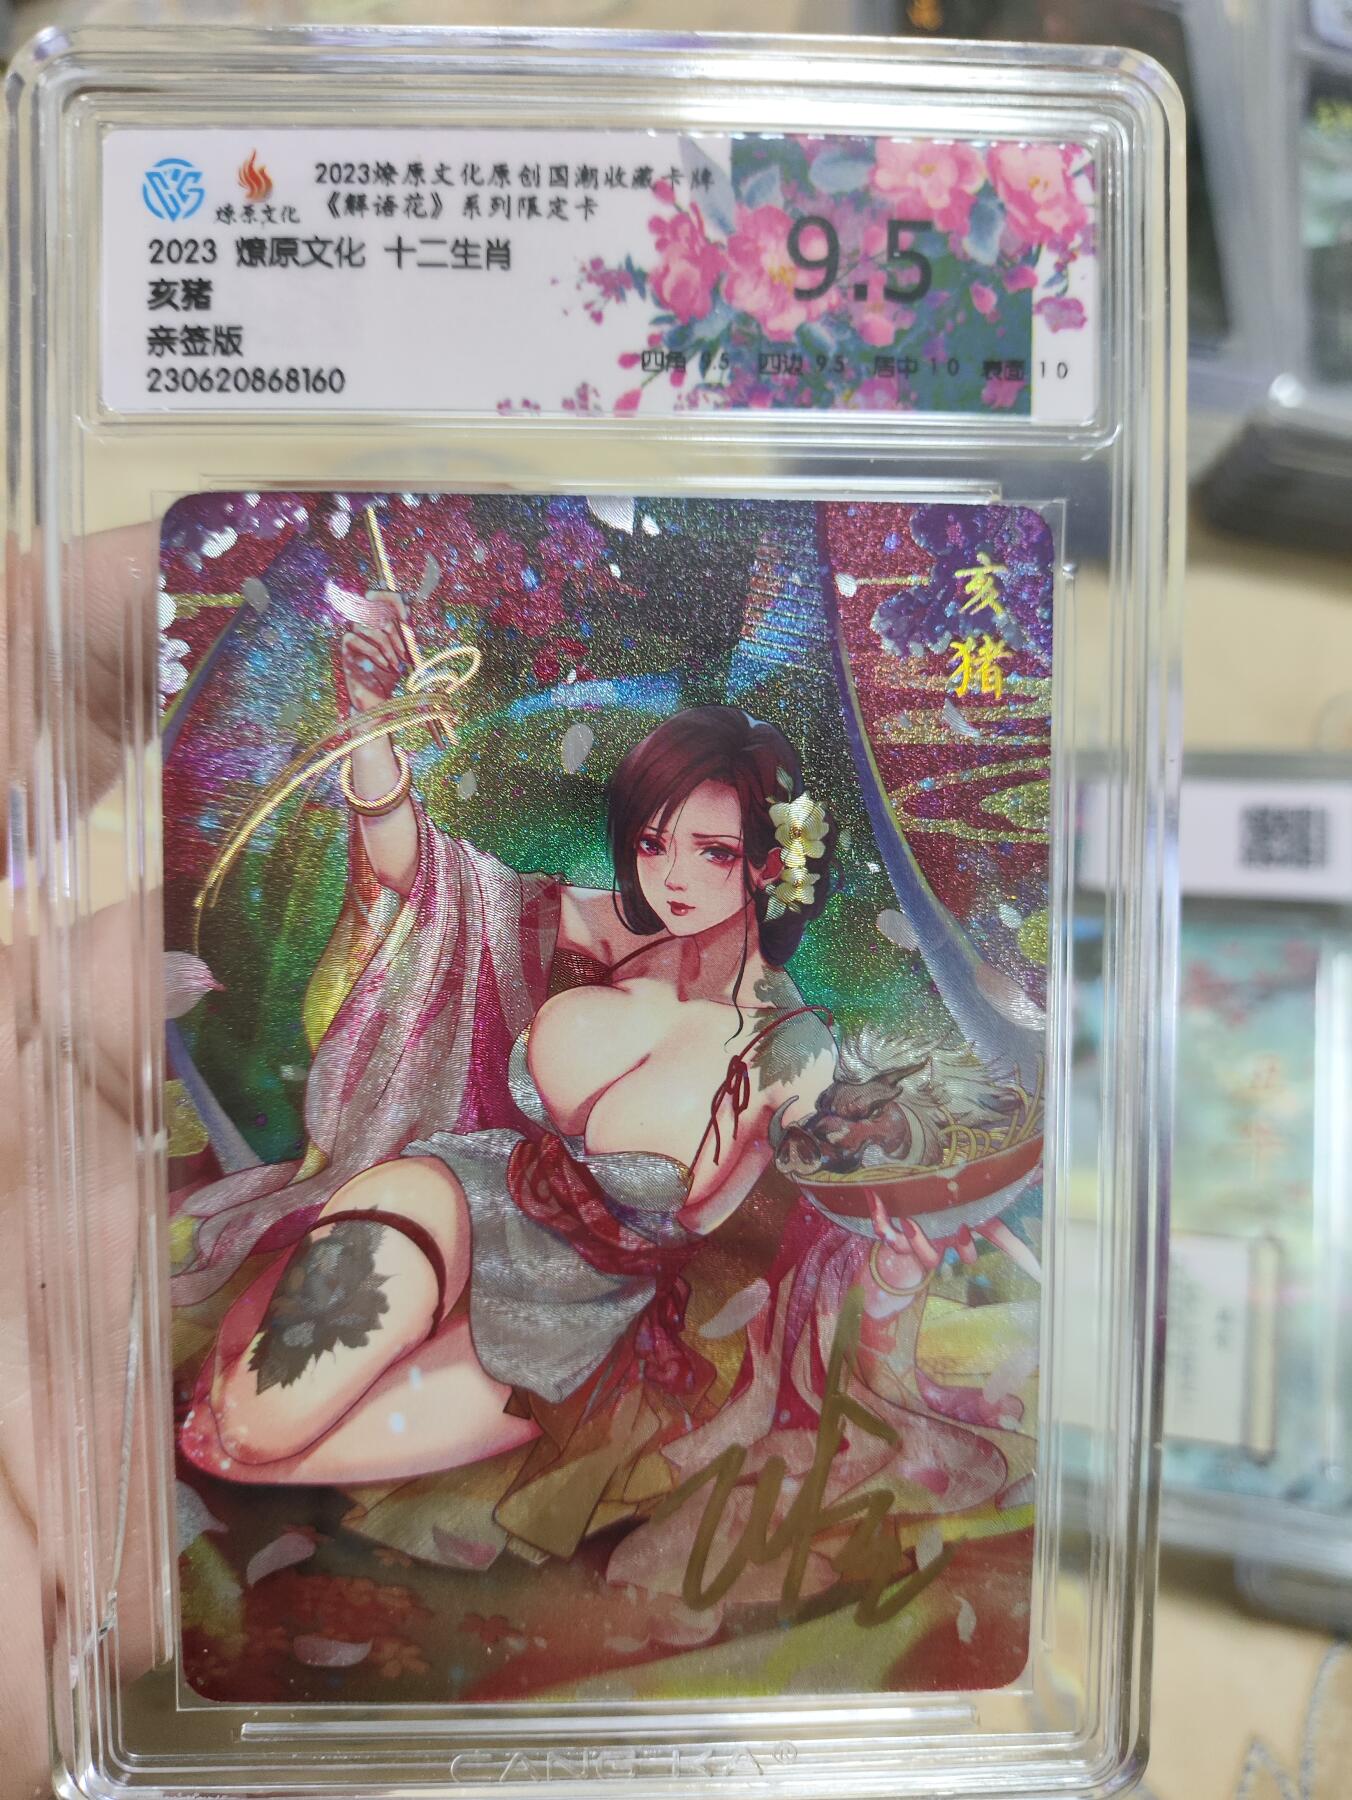 2023燎原文化原创国潮收藏卡牌
燎原文化 《解语花》系列限定卡
2023 燎原文化 十二生肖
亥猪
亲签版
230620868160
9.5
四角 9.5 四边 9.5 居中 10 表面 10
亥猪
CANG KA®